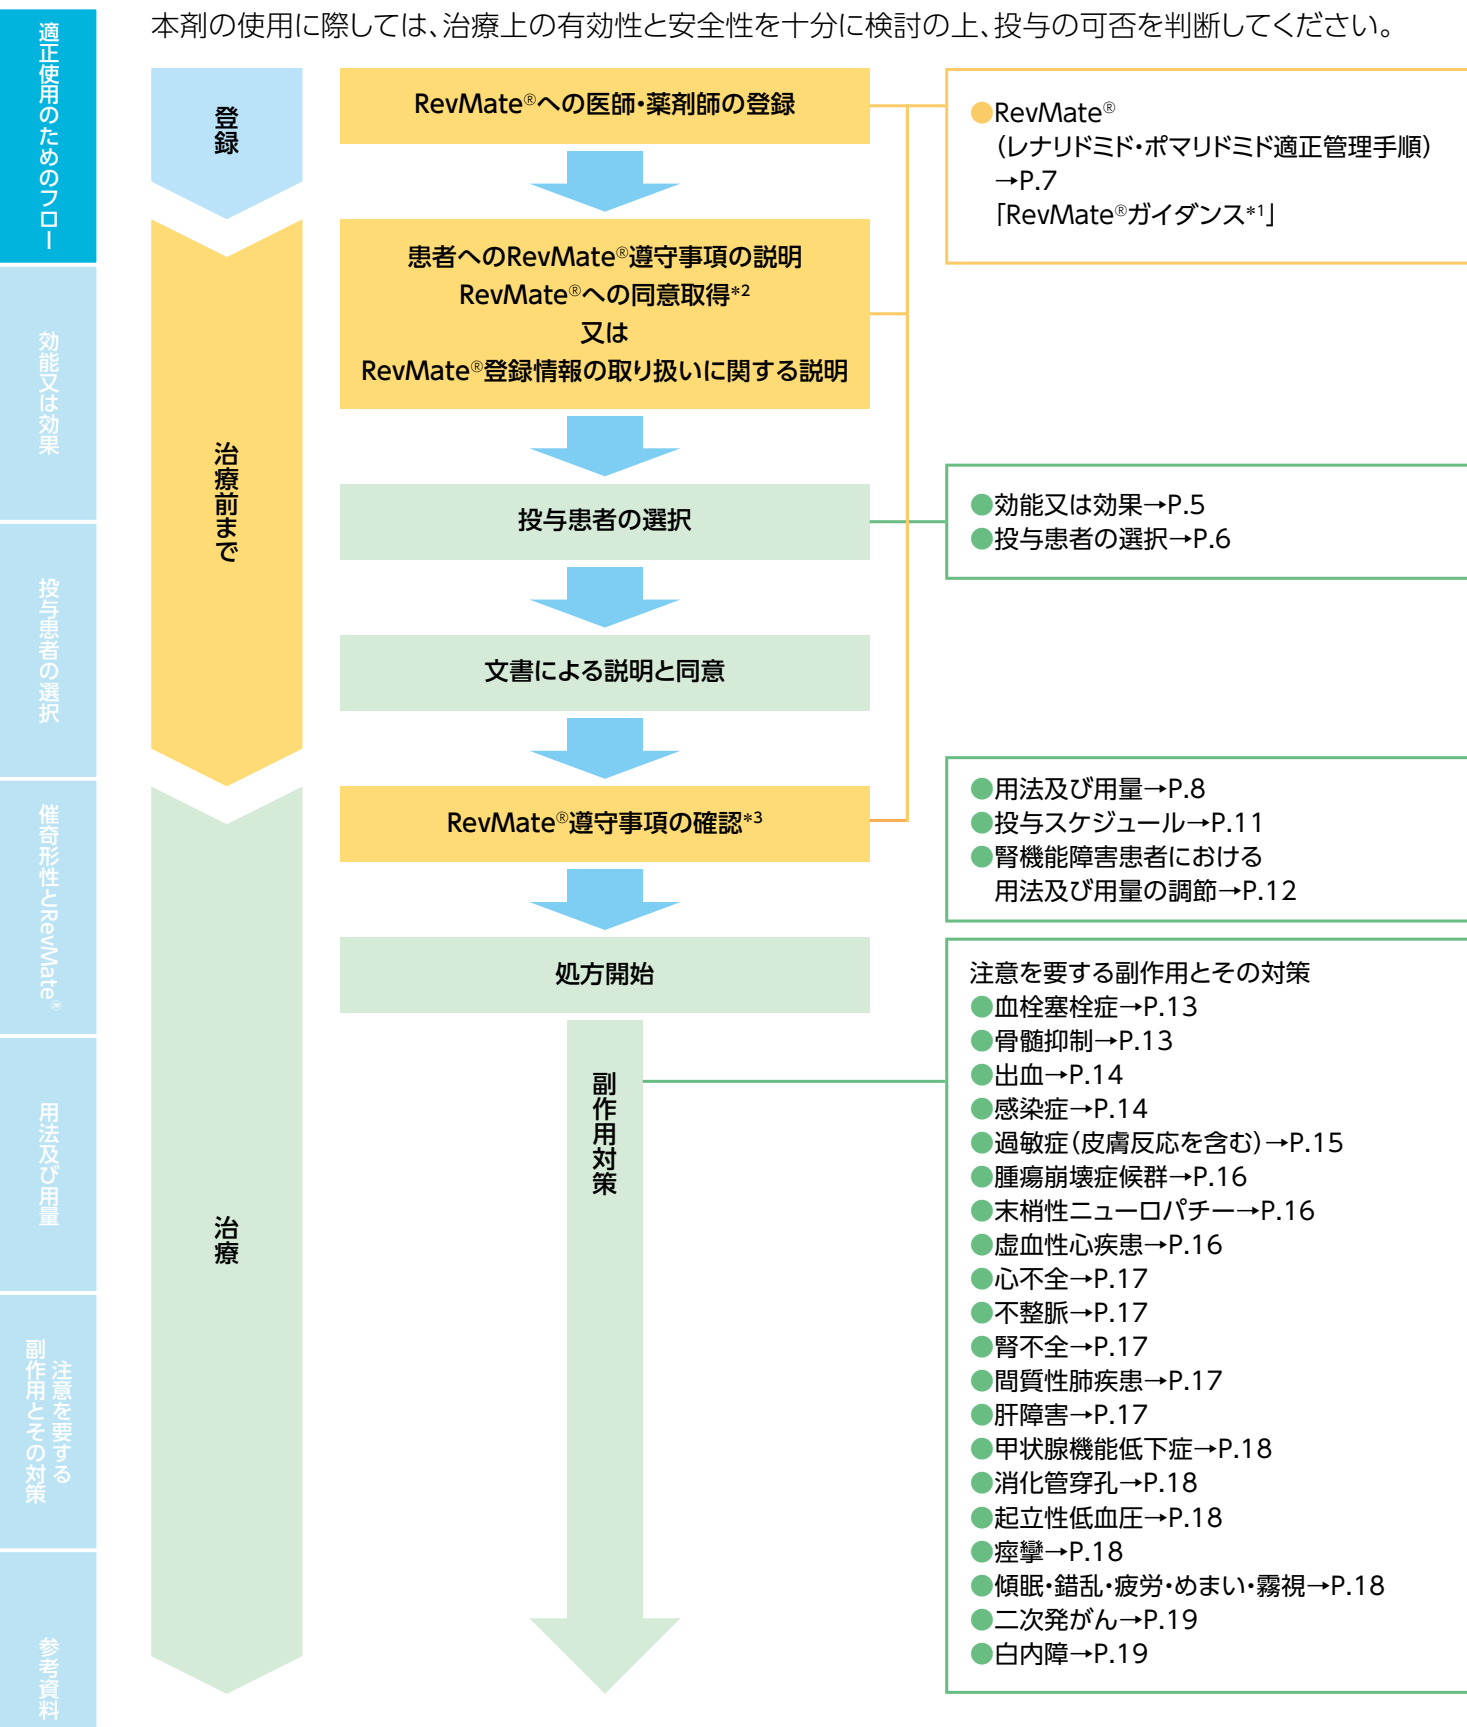 本剤の使用に際しては、治療上の有効性と安全性を十分に検討の上、投与の可否を判断してください。
適正使用のためのフロー
効能又は効果
投与患者の選択
催奇形性とRevMate®
用法及び用量
注意を要する
副作用とその対策
参考資料
登録
治療前まで
治療
RevMate®への医師・薬剤師の登録
患者へのRevMate®遵守事項の説明
RevMate®への同意取得*2
又は
RevMate®登録情報の取り扱いに関する説明
投与患者の選択
文書による説明と同意
RevMate®遵守事項の確認*3
処方開始
副作用対策
●RevMate®
（レナリドミド・ポマリドミド適正管理手順）
→P.7
「RevMate®ガイダンス*1」
●効能又は効果→P.5
●投与患者の選択→P.6
●用法及び用量→P.8
●投与スケジュール→P.11
●腎機能障害患者における
用法及び用量の調節→P.12
注意を要する副作用とその対策
●血栓塞栓症→P.13
●骨髄抑制→P.13
●出血→P.14
●感染症→P.14
●過敏症（皮膚反応を含む）→P.15
●腫瘍崩壊症候群→P.16
●末梢性ニューロパチー→P.16
●虚血性心疾患→P.16
●心不全→P.17
●不整脈→P.17
●腎不全→P.17
●間質性肺疾患→P.17
●肝障害→P.17
●甲状腺機能低下症→P.18
●消化管穿孔→P.18
●起立性低血圧→P.18
●痙攣→P.18
●傾眠・錯乱・疲労・めまい・霧視→P.18
●二次発がん→P.19
●白内障→P.19